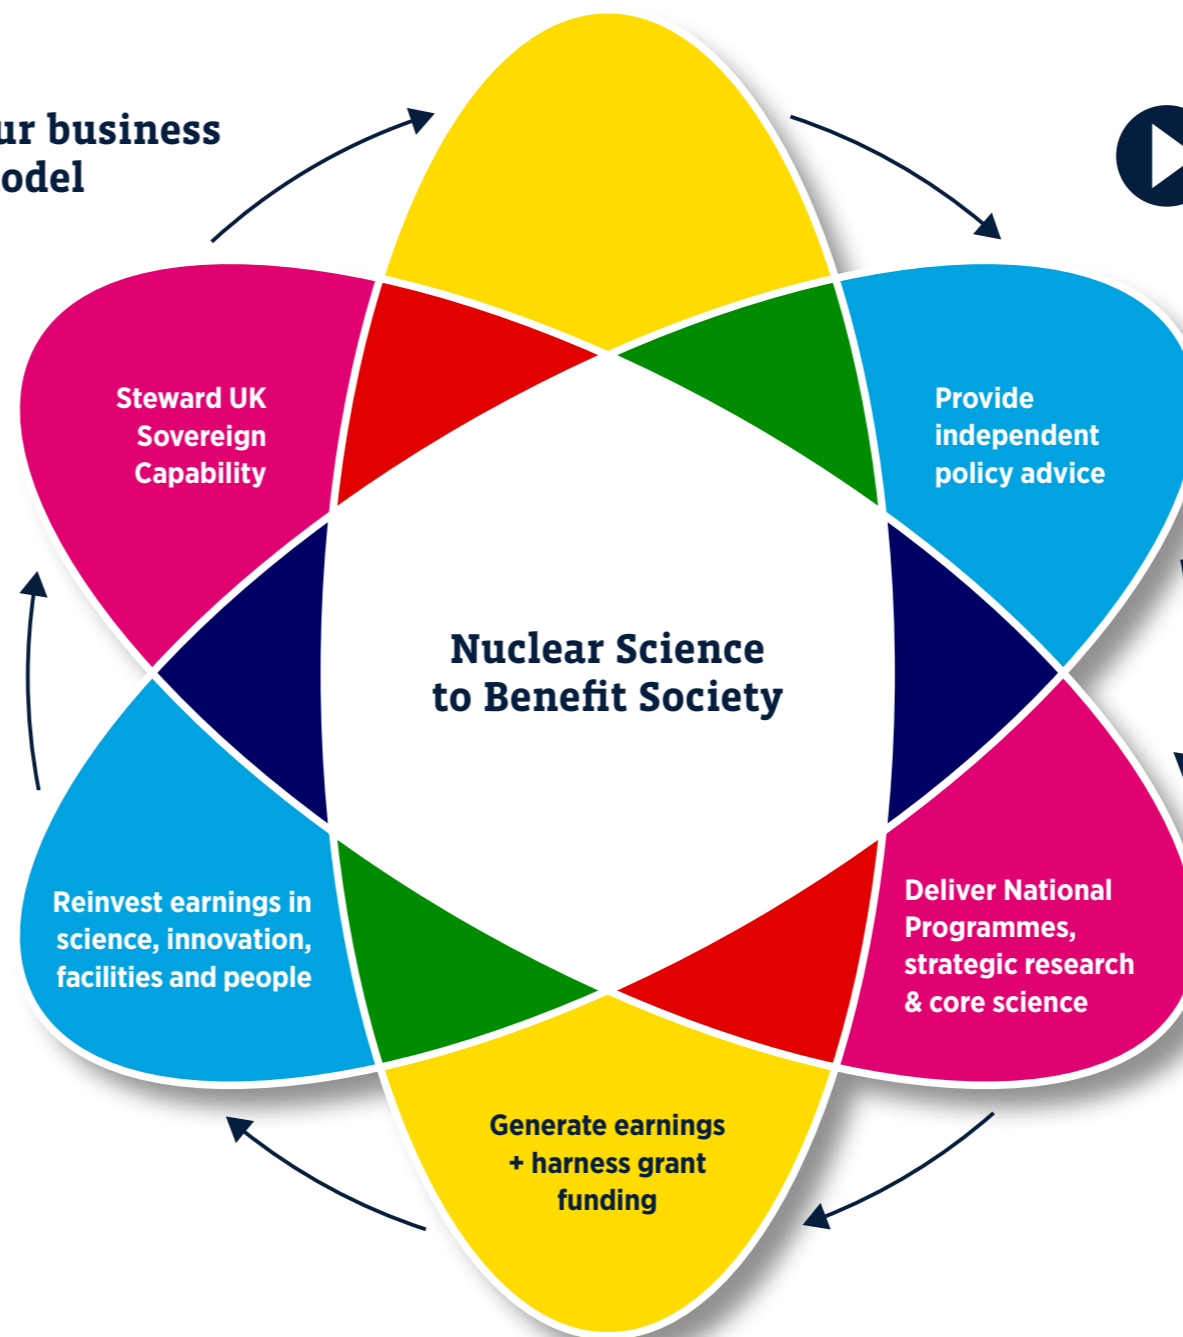 ur business
odel
Steward UK
Sovereign
Capability
Provide
independent
policy advice
Nuclear Science
to Benefit Society
Reinvest earnings in
science, innovation,
facilities and people
Deliver National
Programmes,
strategic research
& core science
Generate earnings
+ harness grant
funding